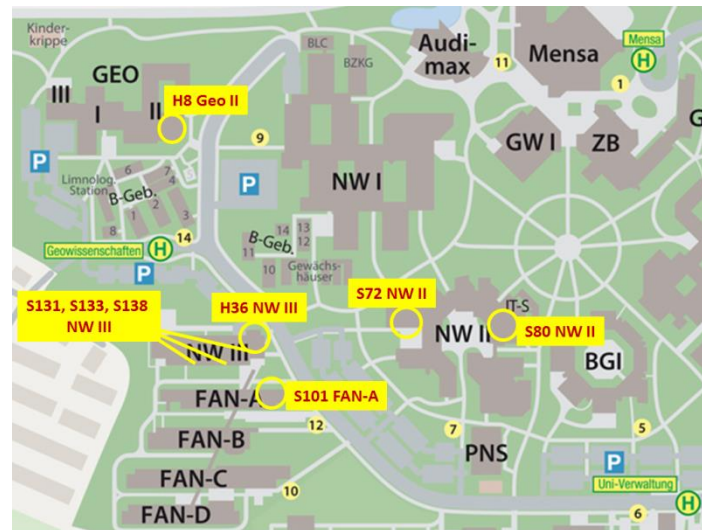 Kinder-
krippe
GEO
III
I
II
H8 Geo II
BLC
BZKG
Audi-
max
11
Mensa
Mensa
H
1
GW I
ZB
G
9
P
P
NW I
Limnolog.
Station
6
7
4
B-Geb.
1
2
3
8
14
Geowissenschaften
H
P
B-Geb.
14
13
12
11
10
Gewächs-
häuser
S131, S133, S138
NW III
H36 NW III
S72 NW II
IT-S
NW II
S80 NW II
BGI
NW III
FAN-A
S101 FAN-A
12
FAN-B
7
PNS
5
P
FAN-C
10
Uni-Verwaltung
H
FAN-D
6